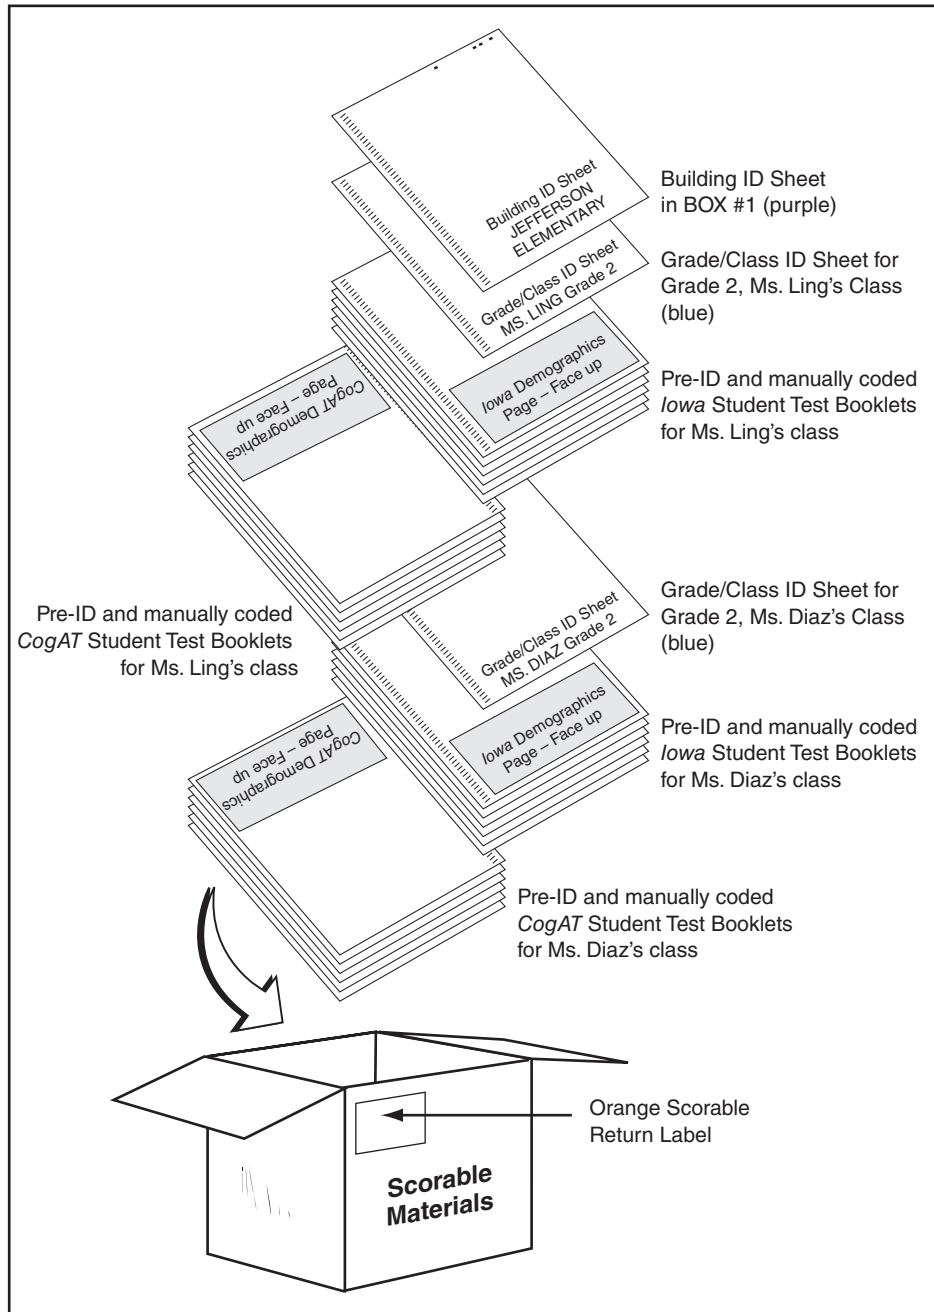 Building ID Sheet
JEFFERSON
ELEMENTARY
Building ID Sheet
in BOX #1 (purple)
Grade/Class ID Sheet
MS. LING Grade 2
Grade/Class ID Sheet for
Grade 2, Ms. Ling's Class
(blue)
Iowa Demographics
Page – Face up
Pre-ID and manually coded
Iowa Student Test Booklets
for Ms. Ling's class
CogAT Demographics
Page – Face up
Pre-ID and manually coded
CogAT Student Test Booklets
for Ms. Ling's class
Grade/Class ID Sheet
MS. DIAZ Grade 2
Grade/Class ID Sheet for
Grade 2, Ms. Diaz's Class
(blue)
Iowa Demographics
Page – Face up
Pre-ID and manually coded
Iowa Student Test Booklets
for Ms. Diaz's class
CogAT Demographics
Page – Face up
Pre-ID and manually coded
CogAT Student Test Booklets
for Ms. Diaz's class
Orange Scorable
Return Label
Scorable
Materials